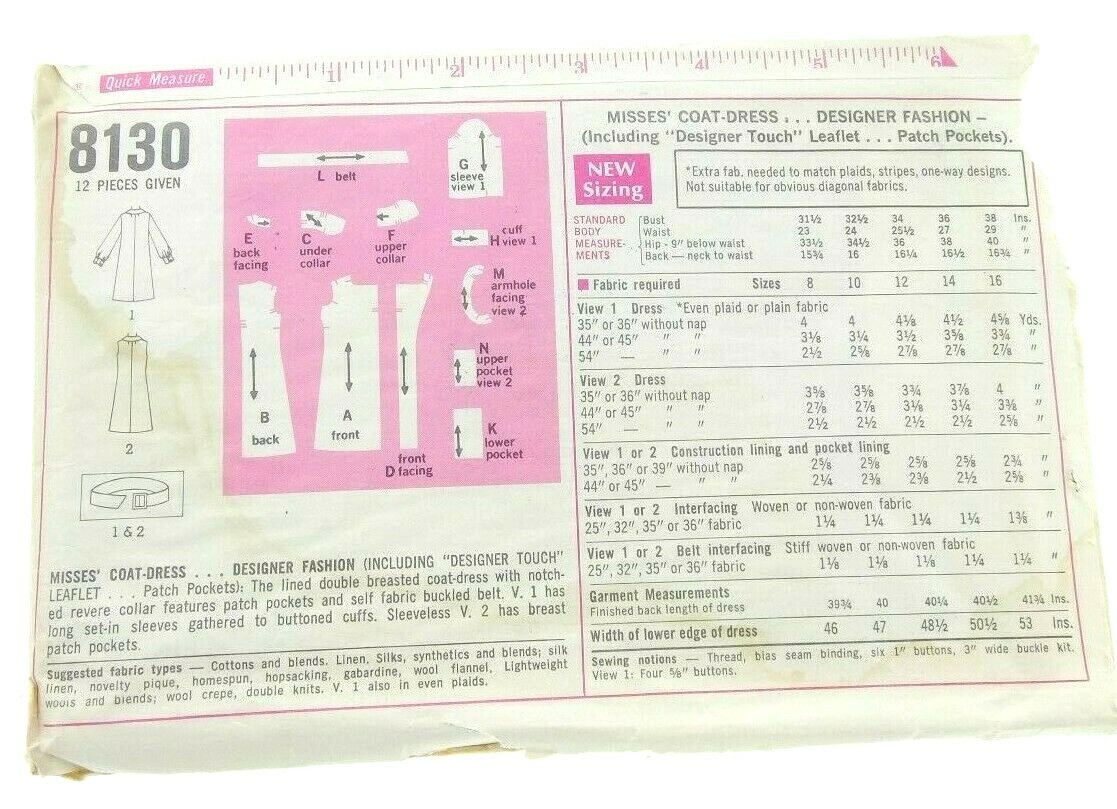 Quick Measure 1 2 3 4 5 6
8130
12 PIECES GIVEN
1
2
1 & 2
L belt
G
sleeve
view 1
E
back
facing
C
under
collar
F
upper
collar
H cuff
view 1
M
armhole
facing
view 2
N
upper
pocket
view 2
B
back
A
front
front
D facing
K
lower
pocket
MISSES' COAT-DRESS . . . DESIGNER FASHION (INCLUDING "DESIGNER TOUCH"
LEAFLET . . . Patch Pockets): The lined double breasted coat-dress with notch-
ed revere collar features patch pockets and self fabric buckled belt. V. 1 has
long set-in sleeves gathered to buttoned cuffs. Sleeveless V. 2 has breast
patch pockets.
Suggested fabric types — Cottons and blends. Linen, Silks, synthetics and blends; silk
linen, novelty pique, homespun, hopsacking, gabardine, wool flannel, Lightweight
wools and blends; wool crepe, double knits. V. 1 also in even plaids.
MISSES' COAT-DRESS . . . DESIGNER FASHION —
(Including "Designer Touch" Leaflet . . . Patch Pockets).
NEW
Sizing
*Extra fab. needed to match plaids, stripes, one-way designs.
Not suitable for obvious diagonal fabrics.
STANDARD Bust 31½ 32½ 34 36 38 Ins.
BODY Waist 23 24 25½ 27 29 "
MEASURE- Hip - 9" below waist 33½ 34½ 36 38 40 "
MENTS Back — neck to waist 15¾ 16 16¼ 16½ 16¾ "
Fabric required Sizes 8 10 12 14 16
View 1 Dress *Even plaid or plain fabric
35" or 36" without nap 4 4 4⅛ 4½ 4⅝ Yds.
44" or 45" " " 3⅛ 3¼ 3½ 3⅝ 3¾ "
54" — " " 2½ 2⅝ 2⅞ 2⅞ 2⅞ "
View 2 Dress
35" or 36" without nap 3⅝ 3⅝ 3¾ 3⅞ 4 "
44" or 45" " " 2⅞ 2⅞ 3⅛ 3¼ 3⅜ "
54" — " " 2½ 2½ 2½ 2½ 2⅝ "
View 1 or 2 Construction lining and pocket lining
35", 36" or 39" without nap 2⅝ 2⅝ 2⅝ 2⅝ 2¾ "
44" or 45" — " " 2¼ 2⅜ 2⅜ 2½ 2⅝ "
View 1 or 2 Interfacing Woven or non-woven fabric
25", 32", 35" or 36" fabric 1¼ 1¼ 1¼ 1¼ 1⅜ "
View 1 or 2 Belt interfacing Stiff woven or non-woven fabric
25", 32", 35" or 36" fabric 1⅛ 1⅛ 1⅛ 1¼ 1¼ "
Garment Measurements
Finished back length of dress 39¾ 40 40¼ 40½ 41¾ Ins.
Width of lower edge of dress 46 47 48½ 50½ 53 Ins.
Sewing notions — Thread, bias seam binding, six 1" buttons, 3" wide buckle kit.
View 1: Four ⅝" buttons.